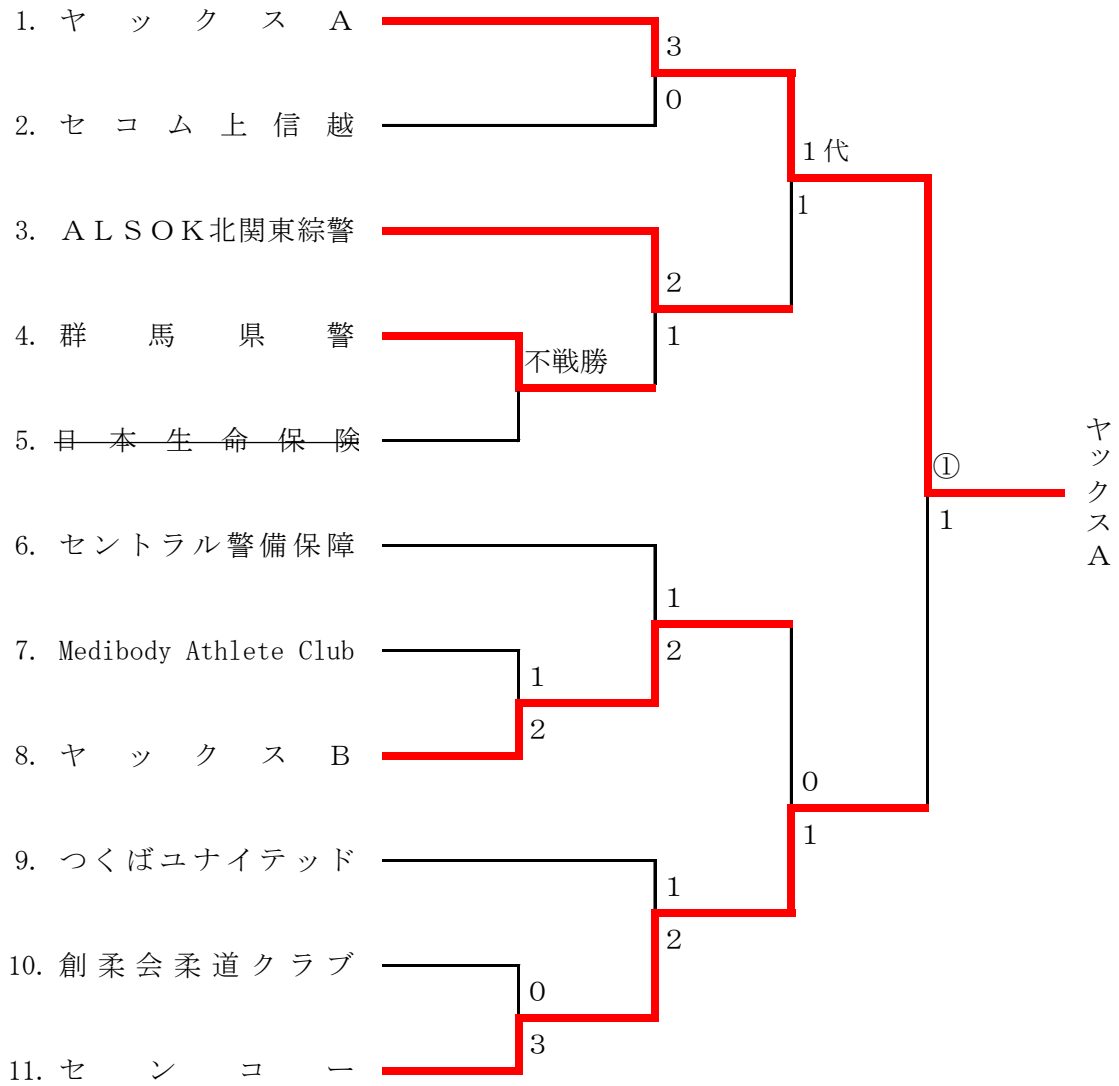 1. ヤックスＡ
3
0
2. セコム上信越
１代
1
3. ＡＬＳＯＫ北関東綜警
2
1
4. 群馬県警
不戦勝
5. 日本生命保険
①
1
ヤックスＡ
6. セントラル警備保障
1
2
7. Medibody Athlete Club
1
2
8. ヤックスＢ
0
1
9. つくばユナイテッド
1
2
10. 創柔会柔道クラブ
0
3
11. センコー